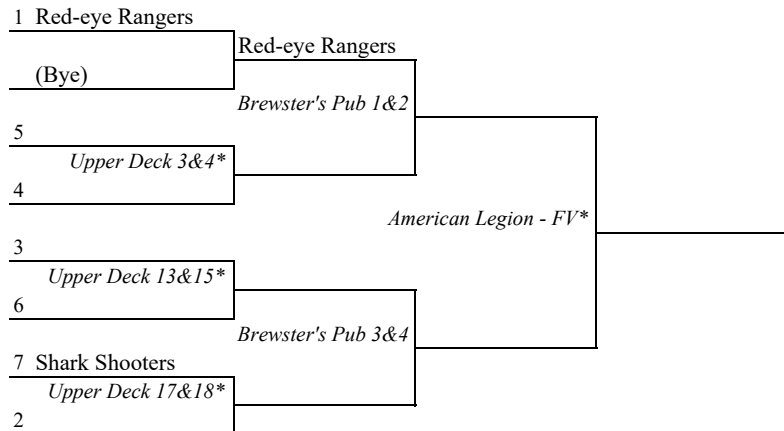 1 Red-eye Rangers
Red-eye Rangers
(Bye)
Brewster's Pub 1&2
5
Upper Deck 3&4*
4
American Legion - FV*
3
Upper Deck 13&15*
6
Brewster's Pub 3&4
7 Shark Shooters
Upper Deck 17&18*
2